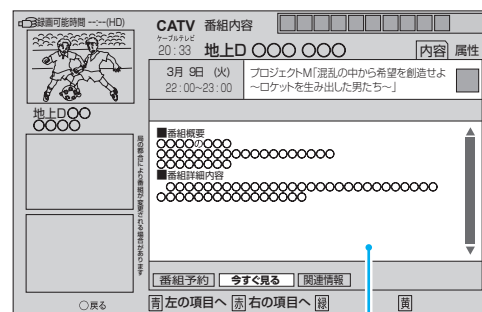 録画可能時間 --:--(HD)
CATV 番組内容
ケーブルテレビ
20:33 地上D ○○○ ○○○
内容 属性
3月 9日 (火)
22:00~23:00
プロジェクトM「混乱の中から希望を創造せよ
~ロケットを生み出した男たち~」
地上D○○
○○○○
局の都合により番組が変更される場合があります
■番組概要
○○○○の○○○
○○○○○○○○○○○○○○○○○○○○
○○○○○○○○
■番組詳細内容
○○○○○○○○○○○○○○○○○○○○○○○○○○○○○○○
○○○○○○○○○○○○○○○○○
番組予約 今すぐ見る 関連情報
○戻る
青 左の項目へ 赤 右の項目へ 緑 黄